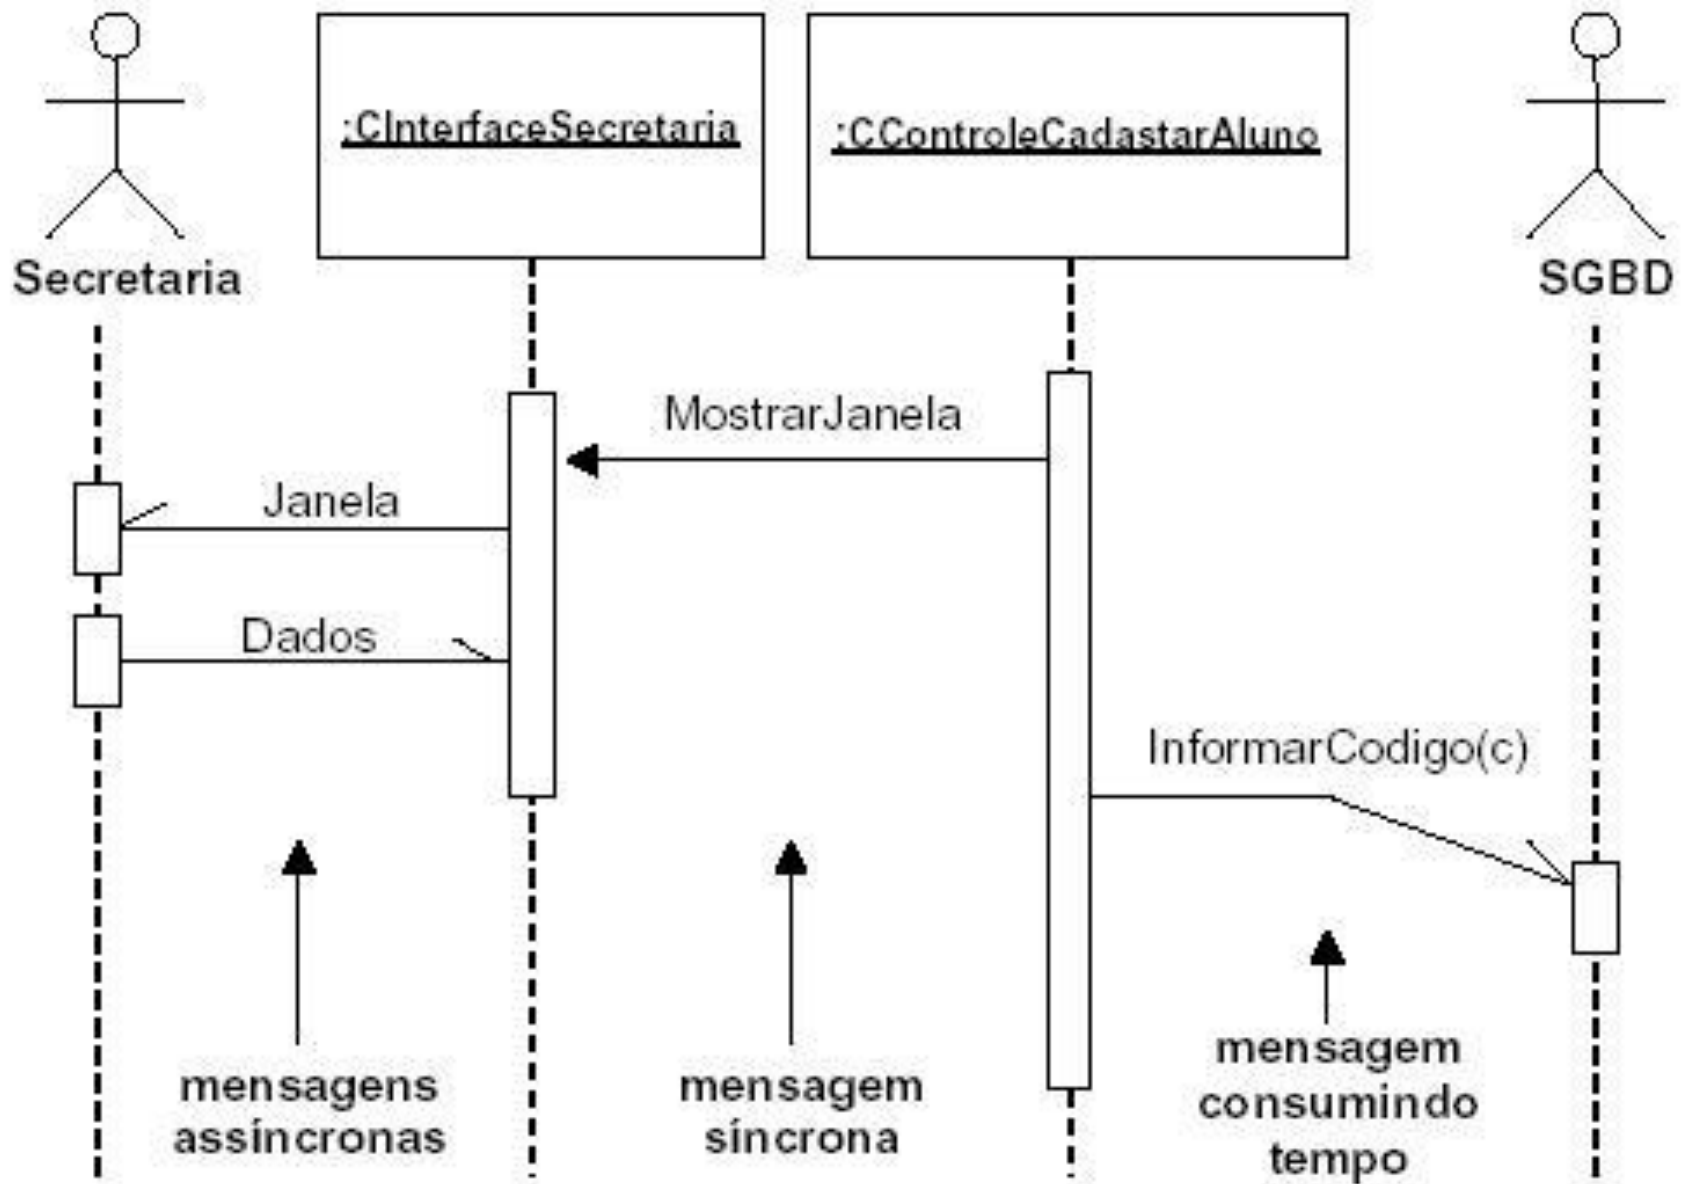 :CInterfaceSecretaria
:CControleCadastarAluno
Secretaria
SGBD
MostrarJanela
Janela
Dados
InformarCodigo(c)
mensagens
assíncronas
mensagem
síncrona
mensagem
consumindo
tempo